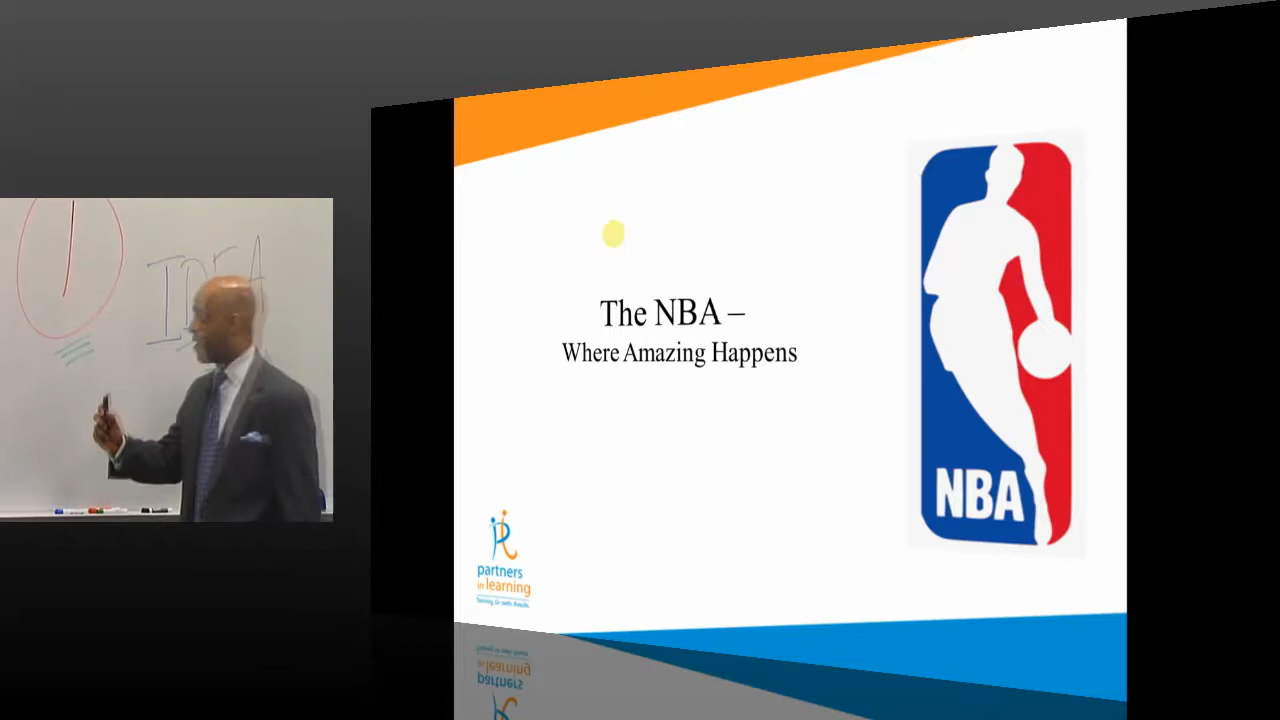 IDEA
The NBA –
Where Amazing Happens
NBA
partners
in learning